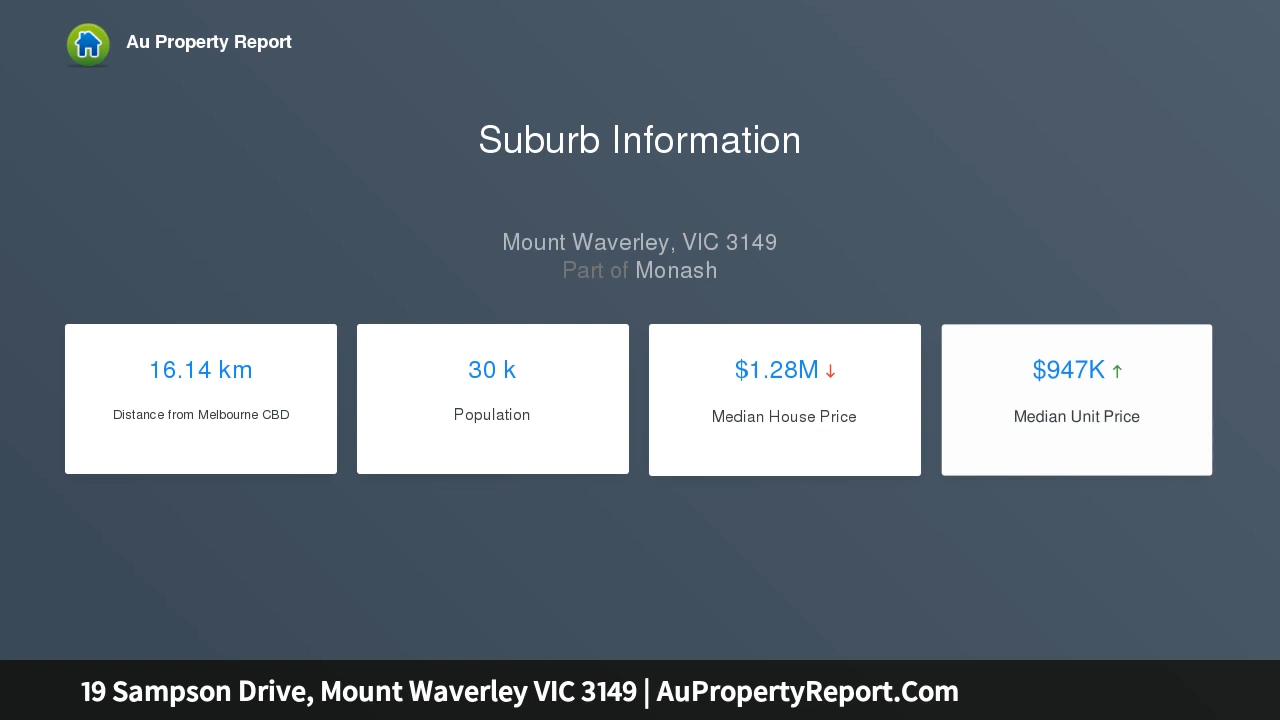 Au Property Report
Suburb Information
Mount Waverley, VIC 3149
Part of Monash
16.14 km
Distance from Melbourne CBD
30 k
Population
$1.28M ↓
Median House Price
$947K ↑
Median Unit Price
19 Sampson Drive, Mount Waverley VIC 3149 | AuPropertyReport.Com